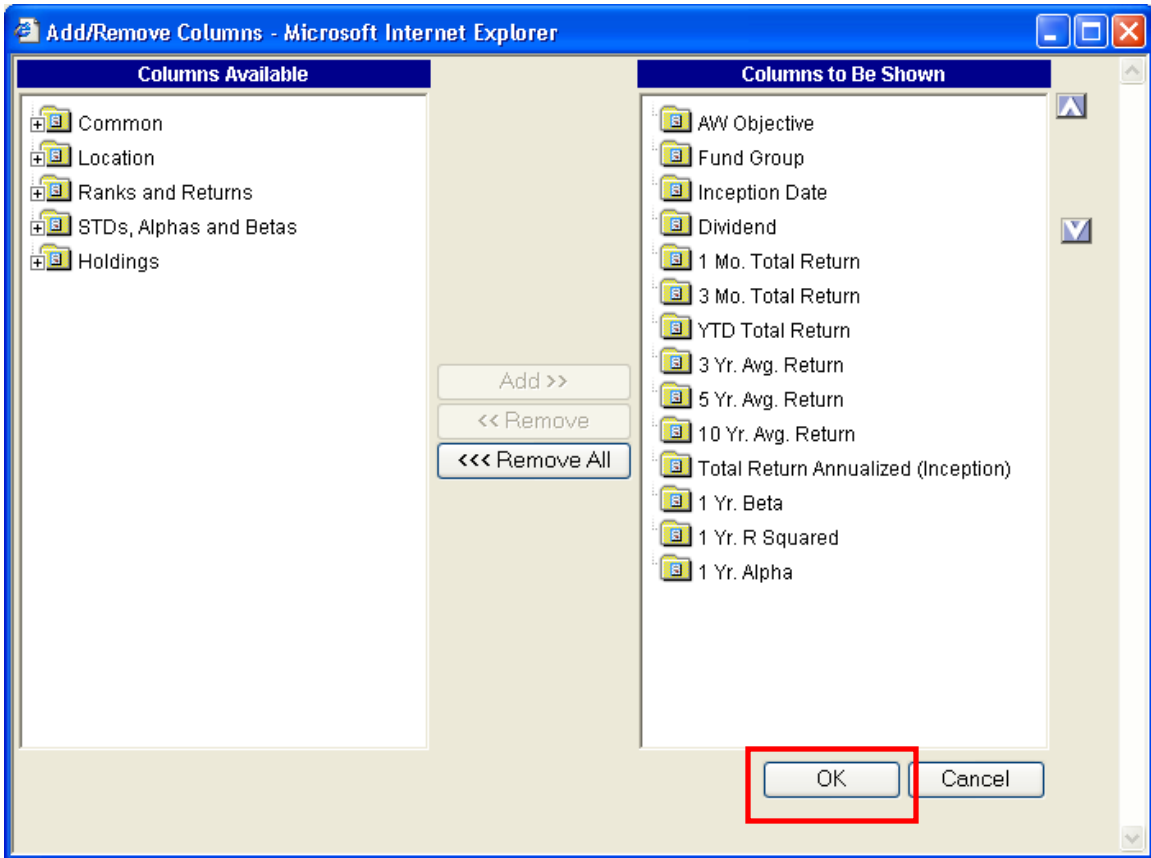 Add/Remove Columns - Microsoft Internet Explorer
Columns Available
Common
Location
Ranks and Returns
STDs, Alphas and Betas
Holdings
Add >>
<< Remove
<<< Remove All
Columns to Be Shown
AW Objective
Fund Group
Inception Date
Dividend
1 Mo. Total Return
3 Mo. Total Return
YTD Total Return
3 Yr. Avg. Return
5 Yr. Avg. Return
10 Yr. Avg. Return
Total Return Annualized (Inception)
1 Yr. Beta
1 Yr. R Squared
1 Yr. Alpha
OK
Cancel